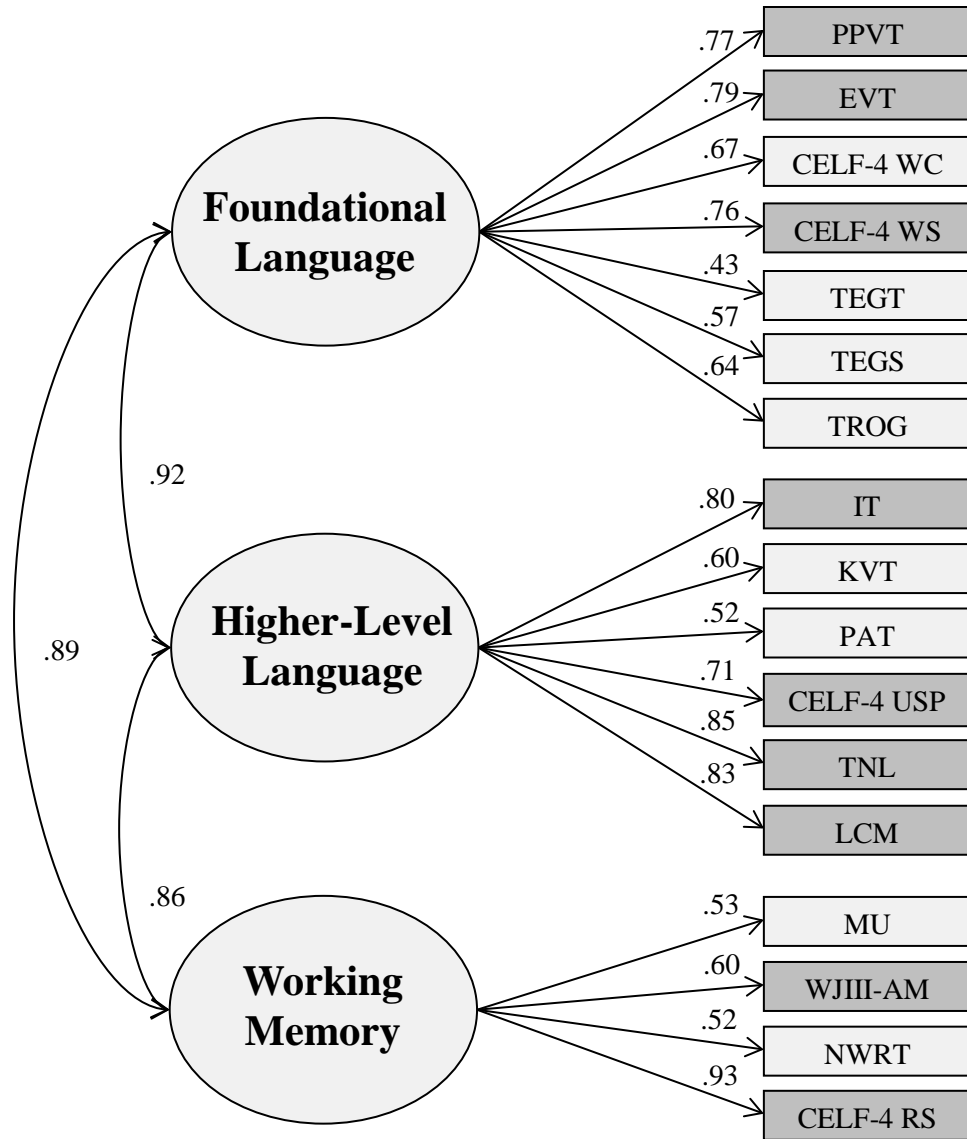 .77
PPVT
.79
EVT
.67
CELF-4 WC
Foundational
Language
.76
CELF-4 WS
.43
TEGT
.57
TEGS
.64
TROG
.92
.80
IT
.60
KVT
Higher-Level
Language
.52
PAT
.89
.71
CELF-4 USP
.85
TNL
.83
LCM
.86
.53
MU
Working
Memory
.60
WJIII-AM
.52
NWRT
.93
CELF-4 RS